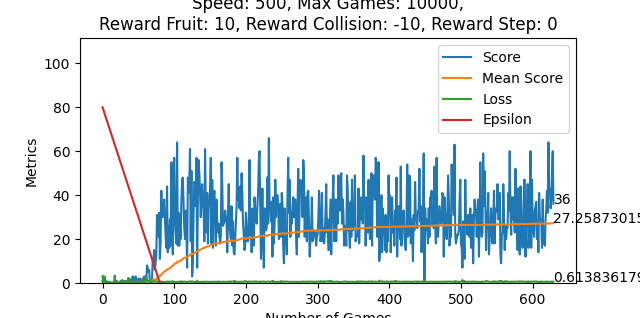 Speed: 500, Max Games: 10000,
Reward Fruit: 10, Reward Collision: -10, Reward Step: 0
Score
Mean Score
Loss
Epsilon
Metrics
100
80
60
40
20
0
36
27.25873015
0.613836179
0 100 200 300 400 500 600
Number of Games